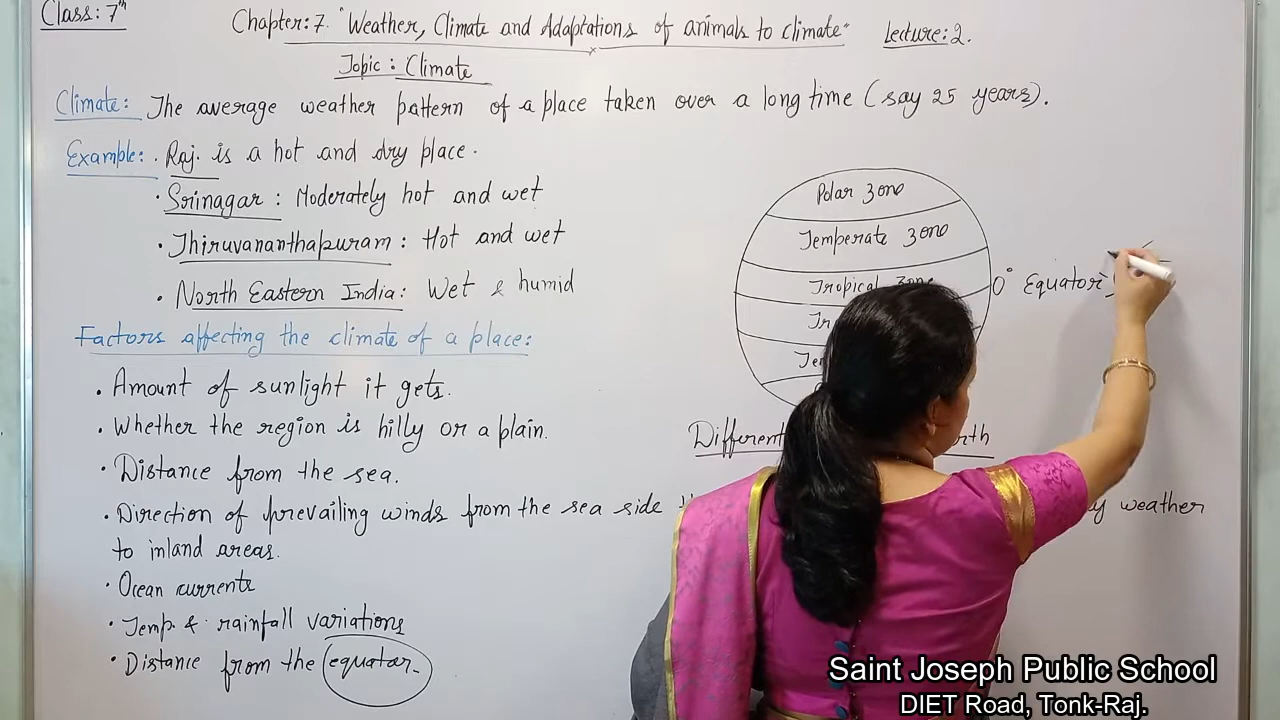 Class: 7th
Chapter: 7. "Weather, Climate and Adaptations of animals to climate"
Lecture: 2.
Topic : Climate
Climate: The average weather pattern of a place taken over a long time (say 25 years).
Example: · Raj. is a hot and dry place.
· Srinagar : Moderately hot and wet
· Thiruvananthapuram : Hot and wet
· North Eastern India : Wet & humid
Factors affecting the climate of a place:
· Amount of sunlight it gets.
· Whether the region is hilly or a plain.
· Distance from the sea.
· Direction of prevailing winds from the sea side
weather
to inland areas.
· Ocean currents
· Temp. & rainfall variations
· Distance from the equator
Polar zone
Temperate zone
Tropical zone
0° Equator
Saint Joseph Public School
DIET Road, Tonk-Raj.